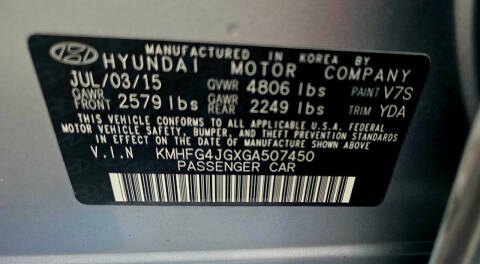 MANUFACTURED IN KOREA BY
HYUNDAI MOTOR COMPANY
JUL/03/15 GVWR 4806 lbs PAINT V7S
GAWR FRONT 2579 lbs GAWR REAR 2249 lbs TRIM YDA
THIS VEHICLE CONFORMS TO ALL APPLICABLE U.S.A FEDERAL
MOTOR VEHICLE SAFETY, BUMPER, AND THEFT PREVENTION STANDARDS
IN EFFECT ON THE DATE OF MANUFACTURE SHOWN ABOVE.
V.I.N KMHFG4JGXGA507450
PASSENGER CAR